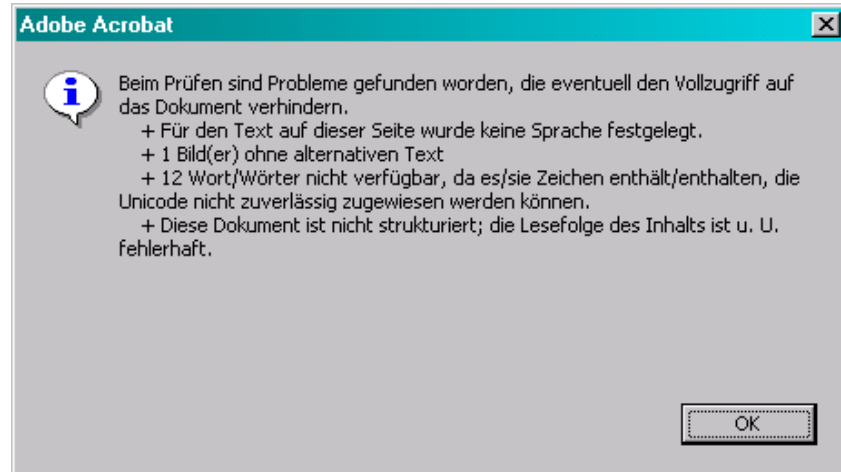 Adobe Acrobat
Beim Prüfen sind Probleme gefunden worden, die eventuell den Vollzugriff auf
das Dokument verhindern.
+ Für den Text auf dieser Seite wurde keine Sprache festgelegt.
+ 1 Bild(er) ohne alternativen Text
+ 12 Wort/Wörter nicht verfügbar, da es/sie Zeichen enthält/enthalten, die
Unicode nicht zuverlässig zugewiesen werden können.
+ Diese Dokument ist nicht strukturiert; die Lesefolge des Inhalts ist u. U.
fehlerhaft.
OK